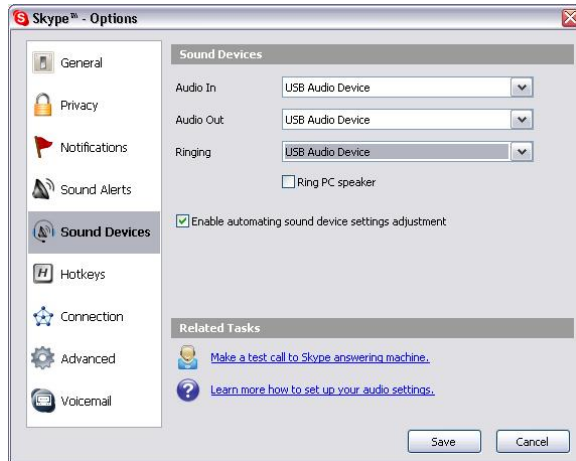 Skype™ - Options
General
Privacy
Notifications
Sound Alerts
Sound Devices
Hotkeys
Connection
Advanced
Voicemail
Sound Devices
Audio In USB Audio Device
Audio Out USB Audio Device
Ringing USB Audio Device
Ring PC speaker
Enable automating sound device settings adjustment
Related Tasks
Make a test call to Skype answering machine.
Learn more how to set up your audio settings.
Save Cancel